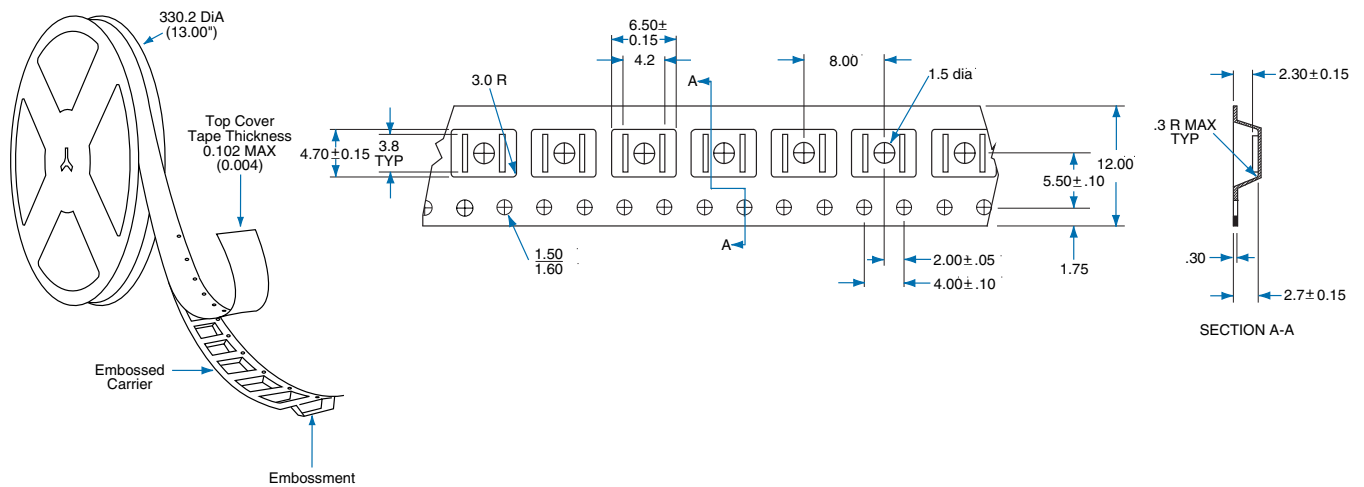 330.2 DiA
(13.00")
Top Cover
Tape Thickness
0.102 MAX
(0.004)
Embossed
Carrier
Embossment
6.50±
0.15
4.2
3.0 R
A
8.00
1.5 dia
4.70±0.15
3.8
TYP
12.00
5.50±.10
1.50
1.60
A
2.00±.05
4.00±.10
1.75
2.30±0.15
.3 R MAX
TYP
.30
2.7±0.15
SECTION A-A